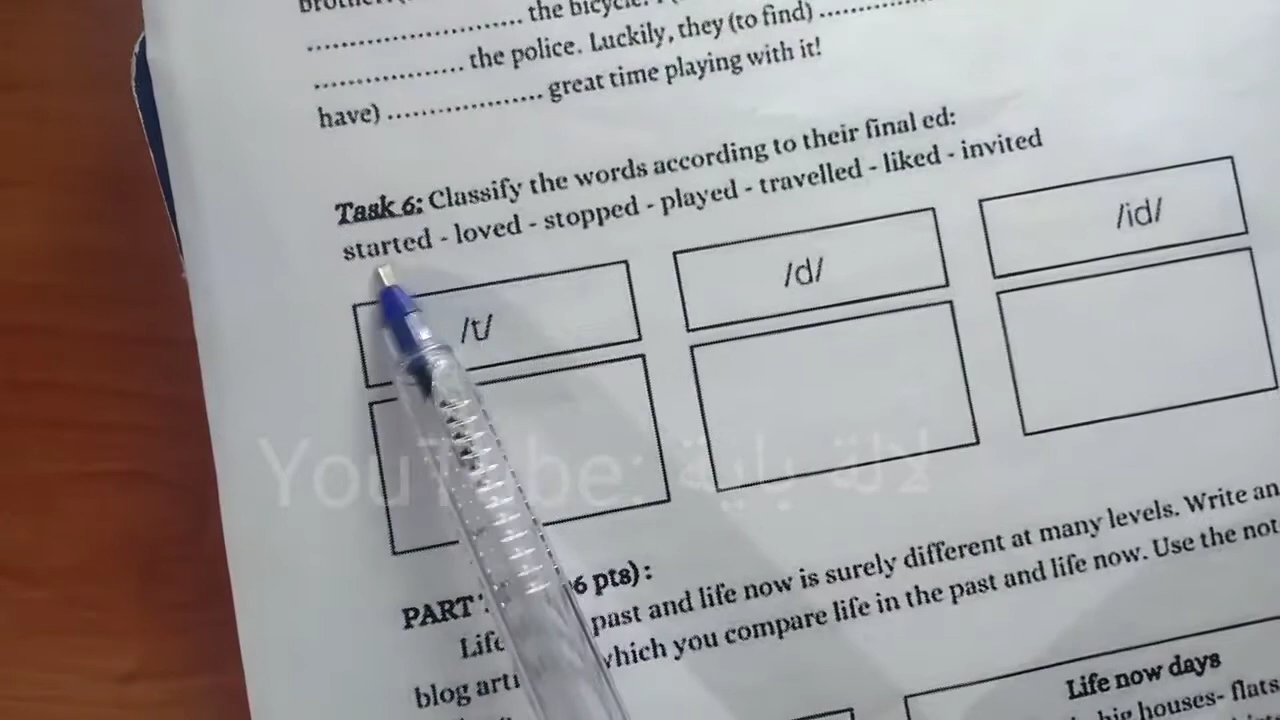 the bicycle.
.................. the police. Luckily, they (to find) ..............
have) .................... great time playing with it!
Task 6: Classify the words according to their final ed:
started - loved - stopped - played - travelled - liked - invited
/t/ /d/ /id/
YouTube: لالة باية
PART 6 pts):
past and life now is surely different at many levels. Write an
which you compare life in the past and life now. Use the not
blog
Life now days
big houses- flats